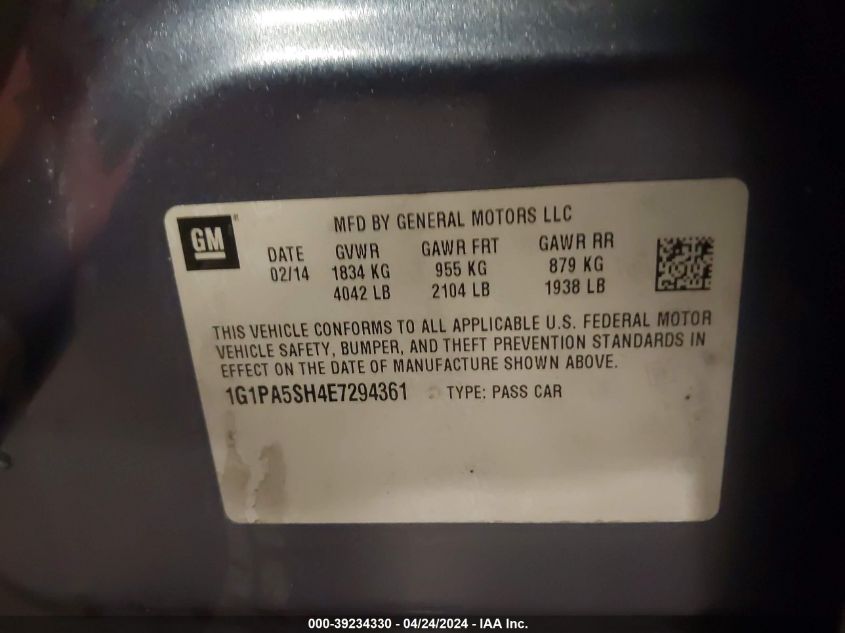 GM
MFD BY GENERAL MOTORS LLC
DATE GVWR GAWR FRT GAWR RR
02/14 1834 KG 955 KG 879 KG
4042 LB 2104 LB 1938 LB
THIS VEHICLE CONFORMS TO ALL APPLICABLE U.S. FEDERAL MOTOR
VEHICLE SAFETY, BUMPER, AND THEFT PREVENTION STANDARDS IN
EFFECT ON THE DATE OF MANUFACTURE SHOWN ABOVE.
1G1PA5SH4E7294361 TYPE: PASS CAR
000-39234330 - 04/24/2024 - IAA Inc.